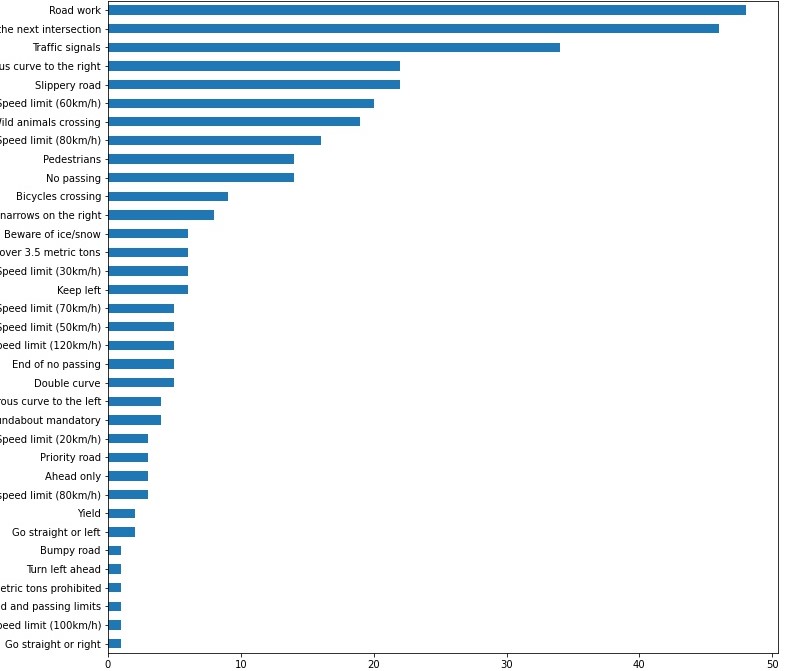 Road work
the next intersection
Traffic signals
us curve to the right
Slippery road
Speed limit (60km/h)
Wild animals crossing
Speed limit (80km/h)
Pedestrians
No passing
Bicycles crossing
narrows on the right
Beware of ice/snow
over 3.5 metric tons
Speed limit (30km/h)
Keep left
Speed limit (70km/h)
Speed limit (50km/h)
peed limit (120km/h)
End of no passing
Double curve
rous curve to the left
undabout mandatory
Speed limit (20km/h)
Priority road
Ahead only
speed limit (80km/h)
Yield
Go straight or left
Bumpy road
Turn left ahead
etric tons prohibited
d and passing limits
peed limit (100km/h)
Go straight or right
0 10 20 30 40 50